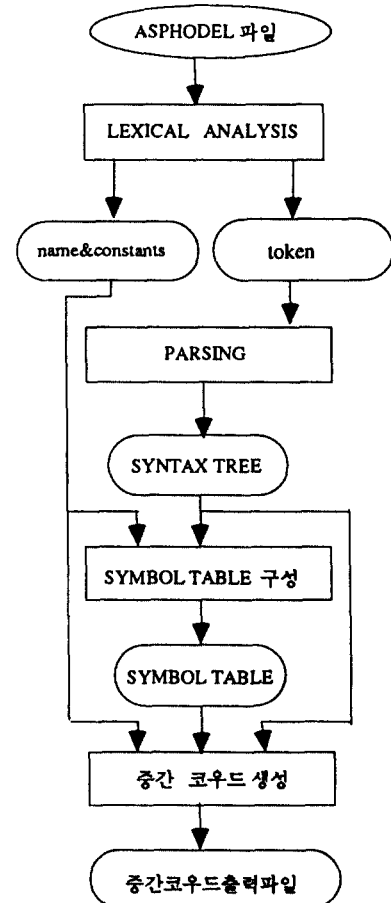 ASPHODEL 파일
LEXICAL ANALYSIS
name&constants
token
PARSING
SYNTAX TREE
SYMBOL TABLE 구성
SYMBOL TABLE
중간 코우드 생성
중간코우드출력파일